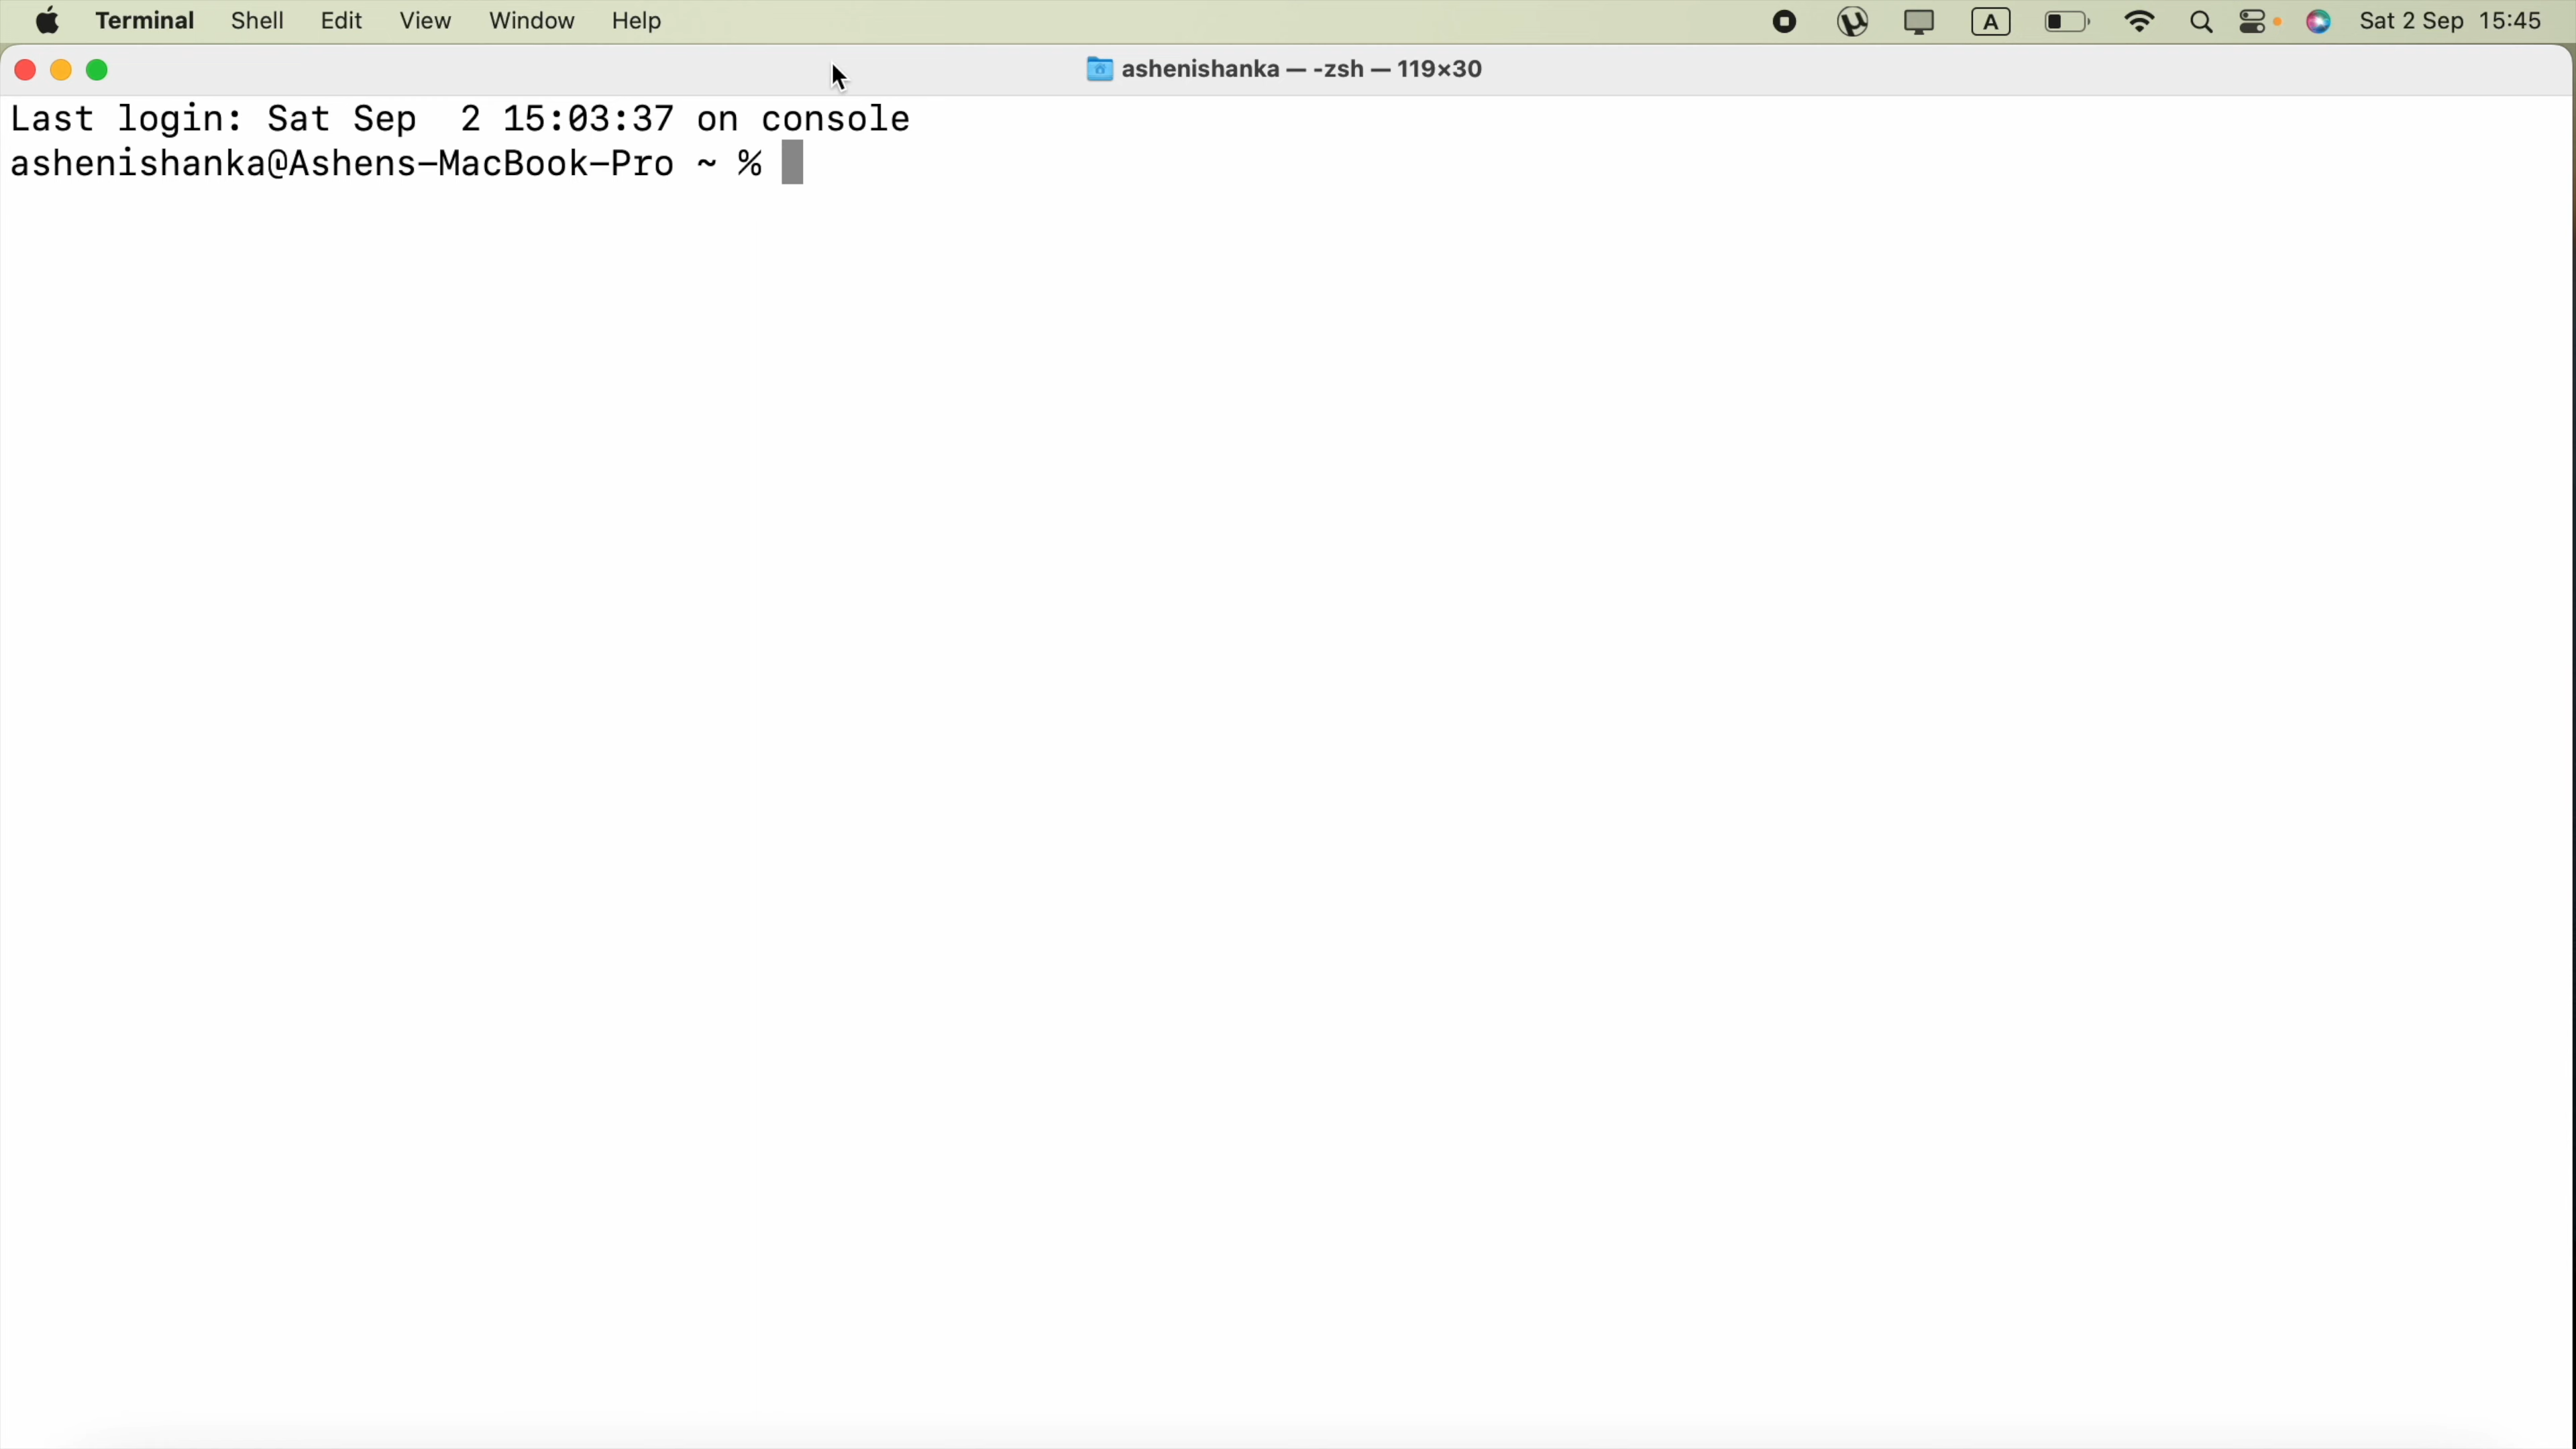 Terminal Shell Edit View Window Help A Sat 2 Sep 15:45
ashenishanka — -zsh — 119×30
Last login: Sat Sep  2 15:03:37 on console
ashenishanka@Ashens-MacBook-Pro ~ %